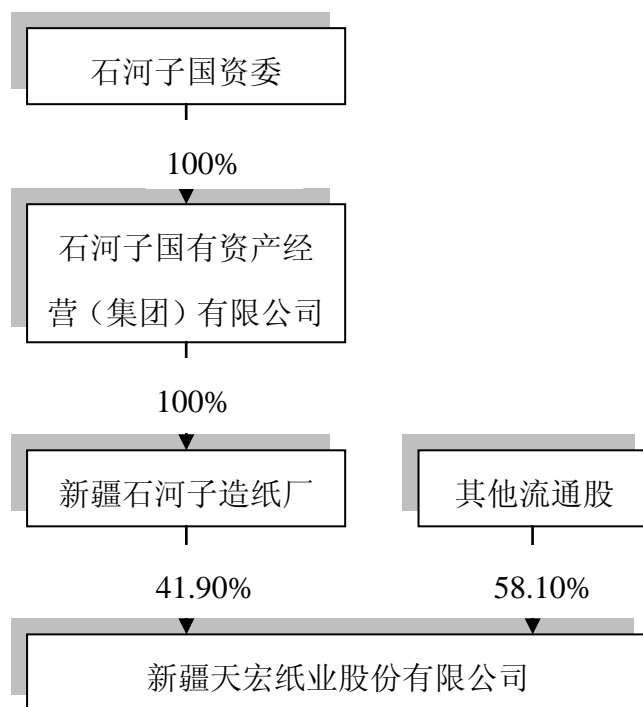 石河子国资委
100%
石河子国有资产经
营（集团）有限公司
100%
新疆石河子造纸厂
其他流通股
41.90%
58.10%
新疆天宏纸业股份有限公司